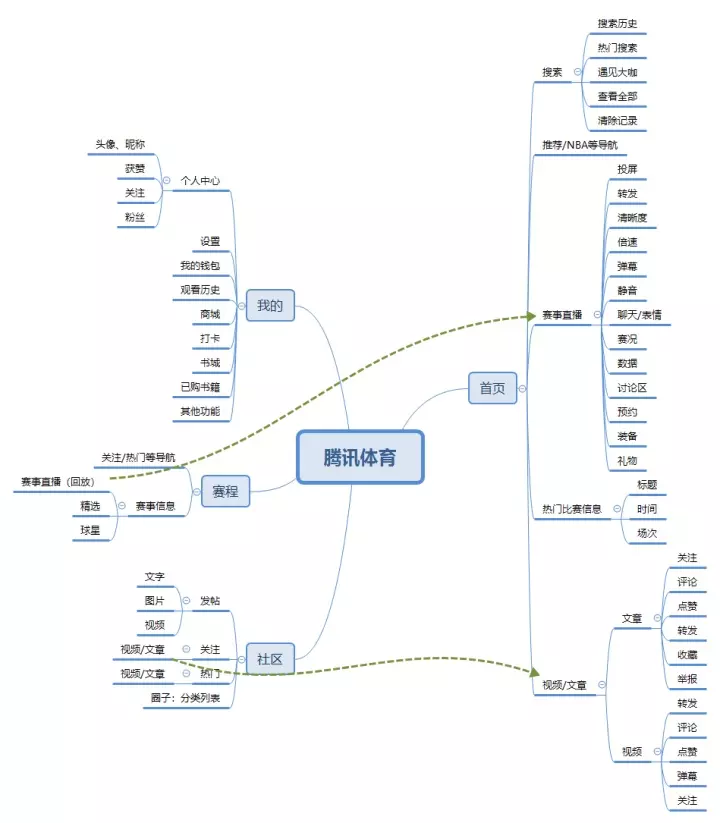 腾讯体育
首页
搜索
搜索历史
热门搜索
遇见大咖
查看全部
清除记录
推荐/NBA等导航
赛事直播
投屏
转发
清晰度
倍速
弹幕
静音
聊天/表情
赛况
数据
讨论区
预约
装备
礼物
热门比赛信息
标题
时间
场次
视频/文章
文章
关注
评论
点赞
转发
收藏
举报
视频
转发
评论
点赞
弹幕
关注
我的
个人中心
头像、昵称
获赞
关注
粉丝
设置
我的钱包
观看历史
商城
打卡
书城
已购书籍
其他功能
赛程
关注/热门等导航
赛事信息
赛事直播（回放）
精选
球星
社区
发帖
文字
图片
视频
关注
视频/文章
热门
视频/文章
圈子：分类列表